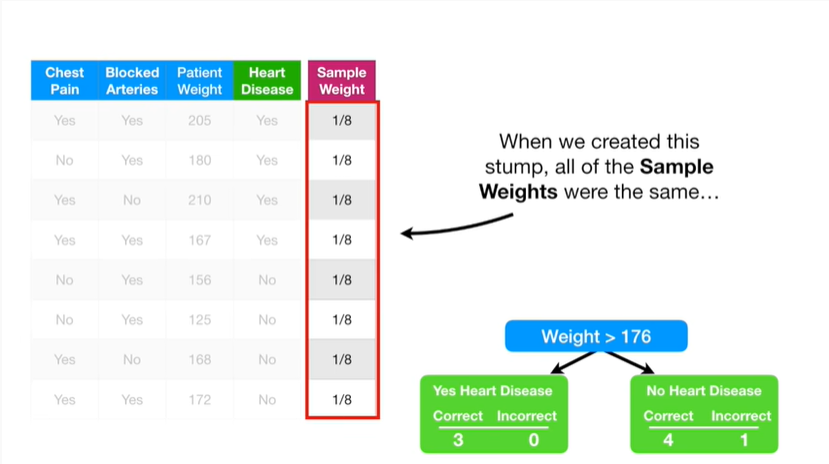 Chest Pain Blocked Arteries Patient Weight Heart Disease Sample Weight
Yes Yes 205 Yes 1/8
No Yes 180 Yes 1/8
Yes No 210 Yes 1/8
Yes Yes 167 Yes 1/8
No Yes 156 No 1/8
No Yes 125 No 1/8
Yes No 168 No 1/8
Yes Yes 172 No 1/8
When we created this
stump, all of the Sample
Weights were the same…
Weight > 176
Yes Heart Disease
Correct Incorrect
3 0
No Heart Disease
Correct Incorrect
4 1